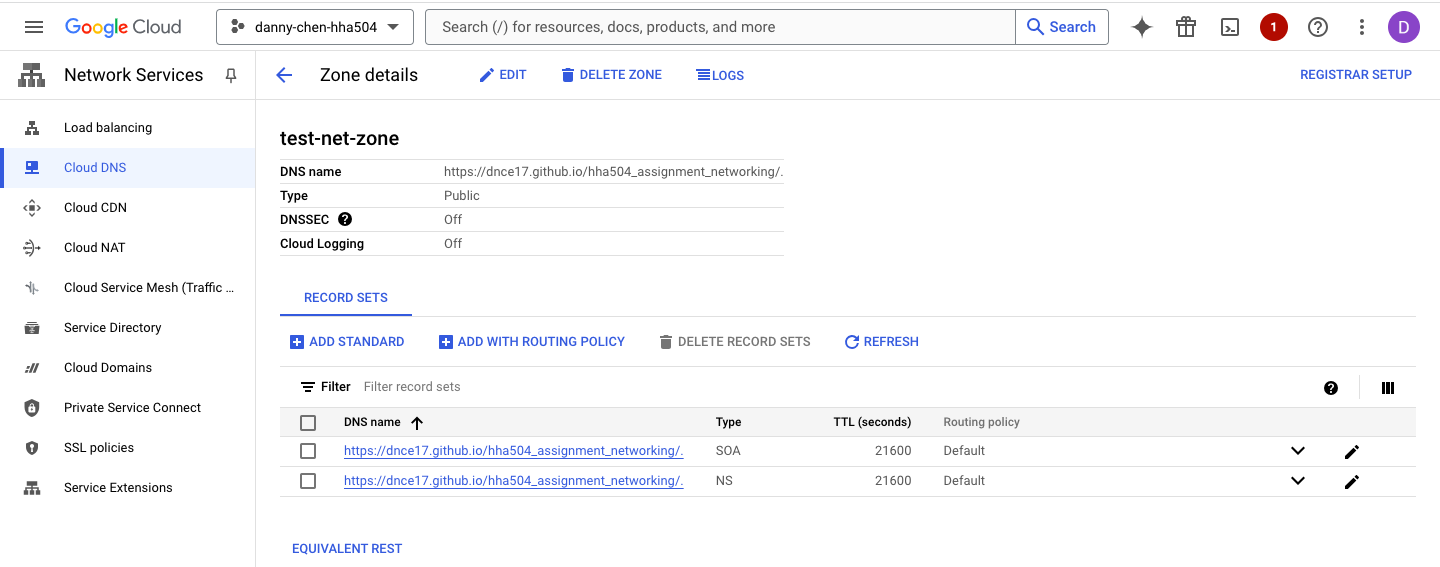 Google Cloud
danny-chen-hha504
Search (/) for resources, docs, products, and more
Search
1
D
Network Services
Zone details
EDIT
DELETE ZONE
LOGS
REGISTRAR SETUP
Load balancing
Cloud DNS
Cloud CDN
Cloud NAT
Cloud Service Mesh (Traffic ...
Service Directory
Cloud Domains
Private Service Connect
SSL policies
Service Extensions
test-net-zone
DNS name https://dnce17.github.io/hha504_assignment_networking/.
Type Public
DNSSEC Off
Cloud Logging Off
RECORD SETS
ADD STANDARD ADD WITH ROUTING POLICY DELETE RECORD SETS REFRESH
Filter Filter record sets
DNS name Type TTL (seconds) Routing policy
https://dnce17.github.io/hha504_assignment_networking/. SOA 21600 Default
https://dnce17.github.io/hha504_assignment_networking/. NS 21600 Default
EQUIVALENT REST